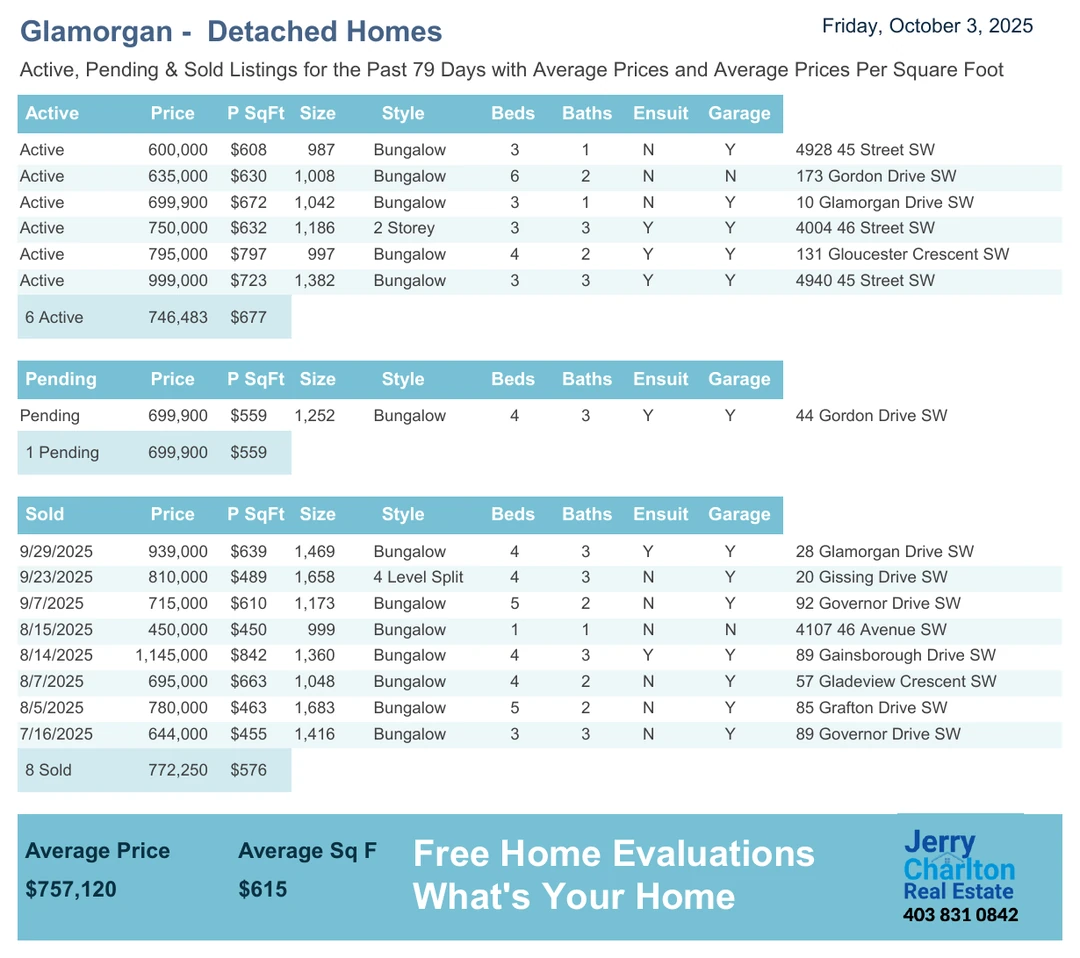 Glamorgan - Detached Homes
Friday, October 3, 2025
Active, Pending & Sold Listings for the Past 79 Days with Average Prices and Average Prices Per Square Foot
Active Price P SqFt Size Style Beds Baths Ensuit Garage
Active 600,000 $608 987 Bungalow 3 1 N Y 4928 45 Street SW
Active 635,000 $630 1,008 Bungalow 6 2 N N 173 Gordon Drive SW
Active 699,900 $672 1,042 Bungalow 3 1 N Y 10 Glamorgan Drive SW
Active 750,000 $632 1,186 2 Storey 3 3 Y Y 4004 46 Street SW
Active 795,000 $797 997 Bungalow 4 2 Y Y 131 Gloucester Crescent SW
Active 999,000 $723 1,382 Bungalow 3 3 Y Y 4940 45 Street SW
6 Active 746,483 $677
Pending Price P SqFt Size Style Beds Baths Ensuit Garage
Pending 699,900 $559 1,252 Bungalow 4 3 Y Y 44 Gordon Drive SW
1 Pending 699,900 $559
Sold Price P SqFt Size Style Beds Baths Ensuit Garage
9/29/2025 939,000 $639 1,469 Bungalow 4 3 Y Y 28 Glamorgan Drive SW
9/23/2025 810,000 $489 1,658 4 Level Split 4 3 N Y 20 Gissing Drive SW
9/7/2025 715,000 $610 1,173 Bungalow 5 2 N Y 92 Governor Drive SW
8/15/2025 450,000 $450 999 Bungalow 1 1 N N 4107 46 Avenue SW
8/14/2025 1,145,000 $842 1,360 Bungalow 4 3 Y Y 89 Gainsborough Drive SW
8/7/2025 695,000 $663 1,048 Bungalow 4 2 N Y 57 Gladeview Crescent SW
8/5/2025 780,000 $463 1,683 Bungalow 5 2 N Y 85 Grafton Drive SW
7/16/2025 644,000 $455 1,416 Bungalow 3 3 N Y 89 Governor Drive SW
8 Sold 772,250 $576
Average Price Average Sq F
$757,120 $615
Free Home Evaluations
What's Your Home
Jerry
Charlton
Real Estate
403 831 0842